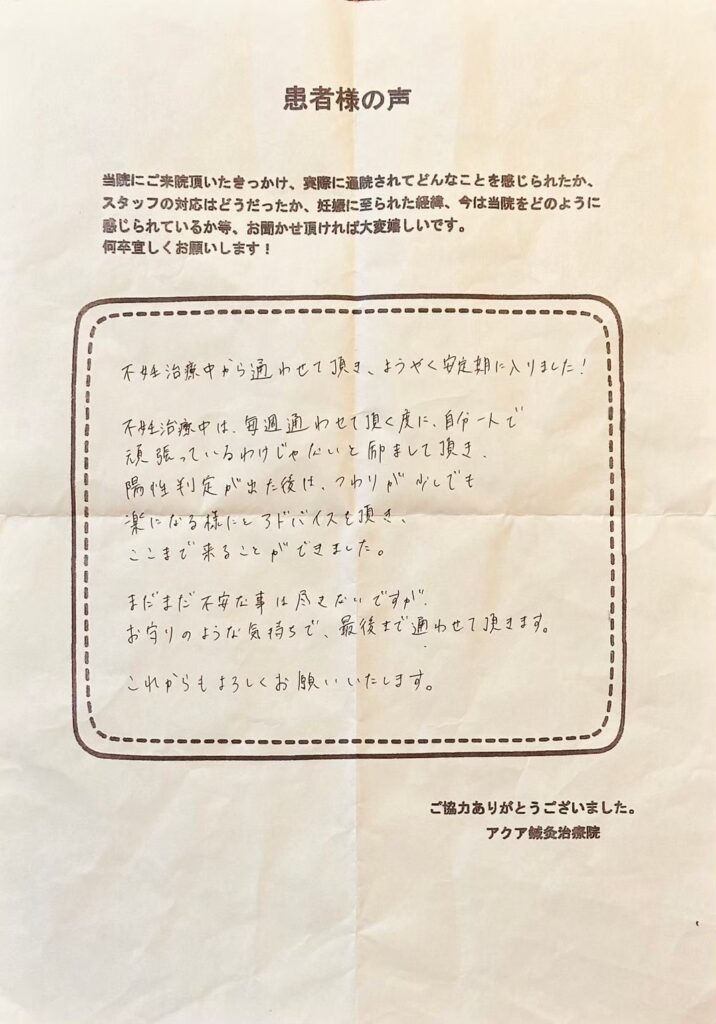 患者様の声
当院にご来院頂いたきっかけ、実際に通院されてどんなことを感じられたか、
スタッフの対応はどうだったか、妊娠に至られた経緯、今は当院をどのように
感じられているか等、お聞かせ頂ければ大変嬉しいです。
何卒宜しくお願いします！
不妊治療中から通わせて頂き、ようやく安定期に入りました！
不妊治療中は、毎週通わせて頂く度に、自分一人で
頑張っているわけじゃないと励まして頂き、
陽性判定が出た後は、つわりが少しでも
楽になる様にとアドバイスを頂き、
ここまで来ることができました。
まだまだ不安な事は尽きないですが、
お守りのような気持ちで、最後まで通わせて頂きます。
これからもよろしくお願いいたします。
ご協力ありがとうございました。
アクア鍼灸治療院